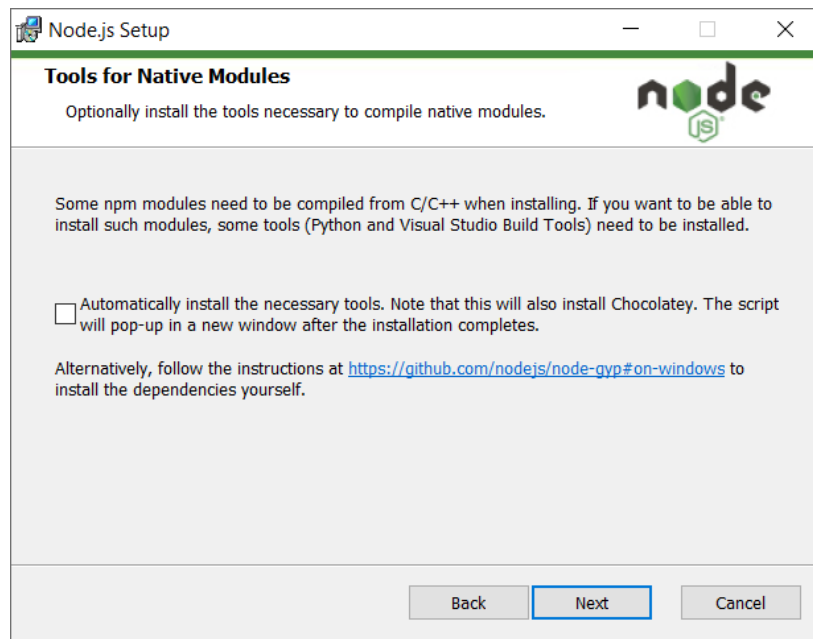 Node.js Setup
Tools for Native Modules
Optionally install the tools necessary to compile native modules.
node
JS
Some npm modules need to be compiled from C/C++ when installing. If you want to be able to
install such modules, some tools (Python and Visual Studio Build Tools) need to be installed.
Automatically install the necessary tools. Note that this will also install Chocolatey. The script
will pop-up in a new window after the installation completes.
Alternatively, follow the instructions at https://github.com/nodejs/node-gyp#on-windows to
install the dependencies yourself.
Back
Next
Cancel